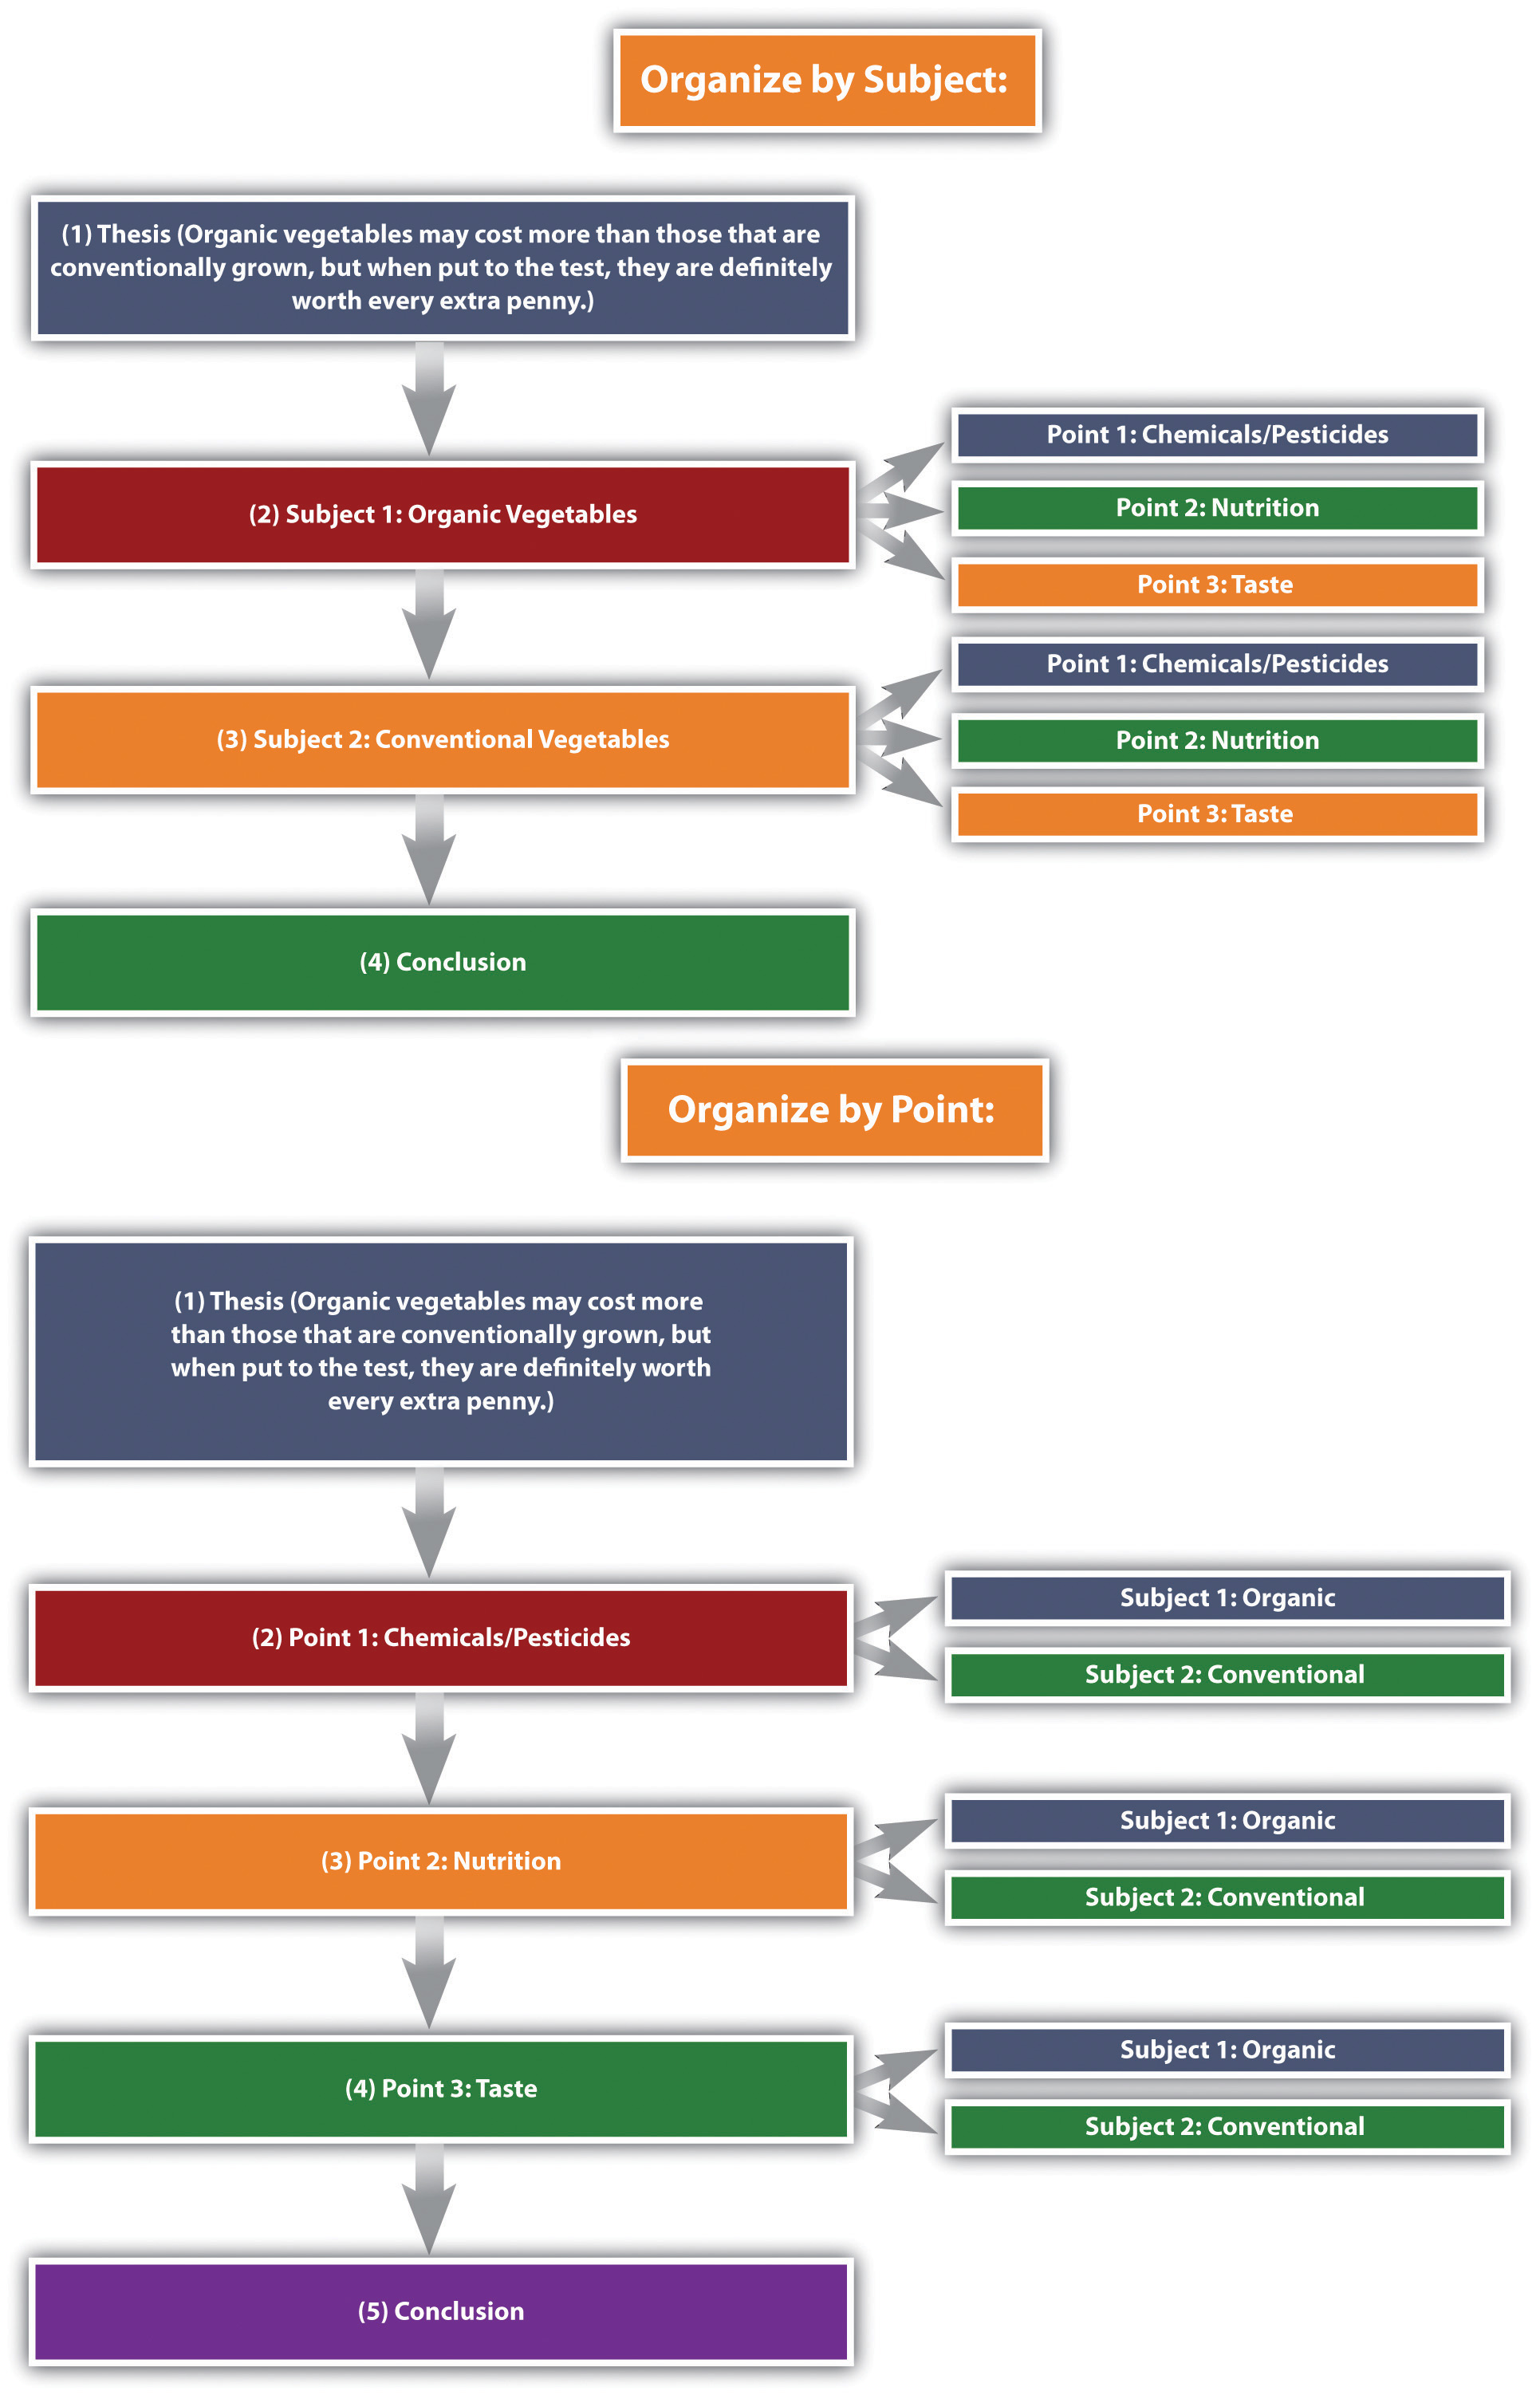 Organize by Subject:
(1) Thesis (Organic vegetables may cost more than those that are
conventionally grown, but when put to the test, they are definitely
worth every extra penny.)
(2) Subject 1: Organic Vegetables
Point 1: Chemicals/Pesticides
Point 2: Nutrition
Point 3: Taste
(3) Subject 2: Conventional Vegetables
Point 1: Chemicals/Pesticides
Point 2: Nutrition
Point 3: Taste
(4) Conclusion
Organize by Point:
(1) Thesis (Organic vegetables may cost more
than those that are conventionally grown, but
when put to the test, they are definitely worth
every extra penny.)
(2) Point 1: Chemicals/Pesticides
Subject 1: Organic
Subject 2: Conventional
(3) Point 2: Nutrition
Subject 1: Organic
Subject 2: Conventional
(4) Point 3: Taste
Subject 1: Organic
Subject 2: Conventional
(5) Conclusion